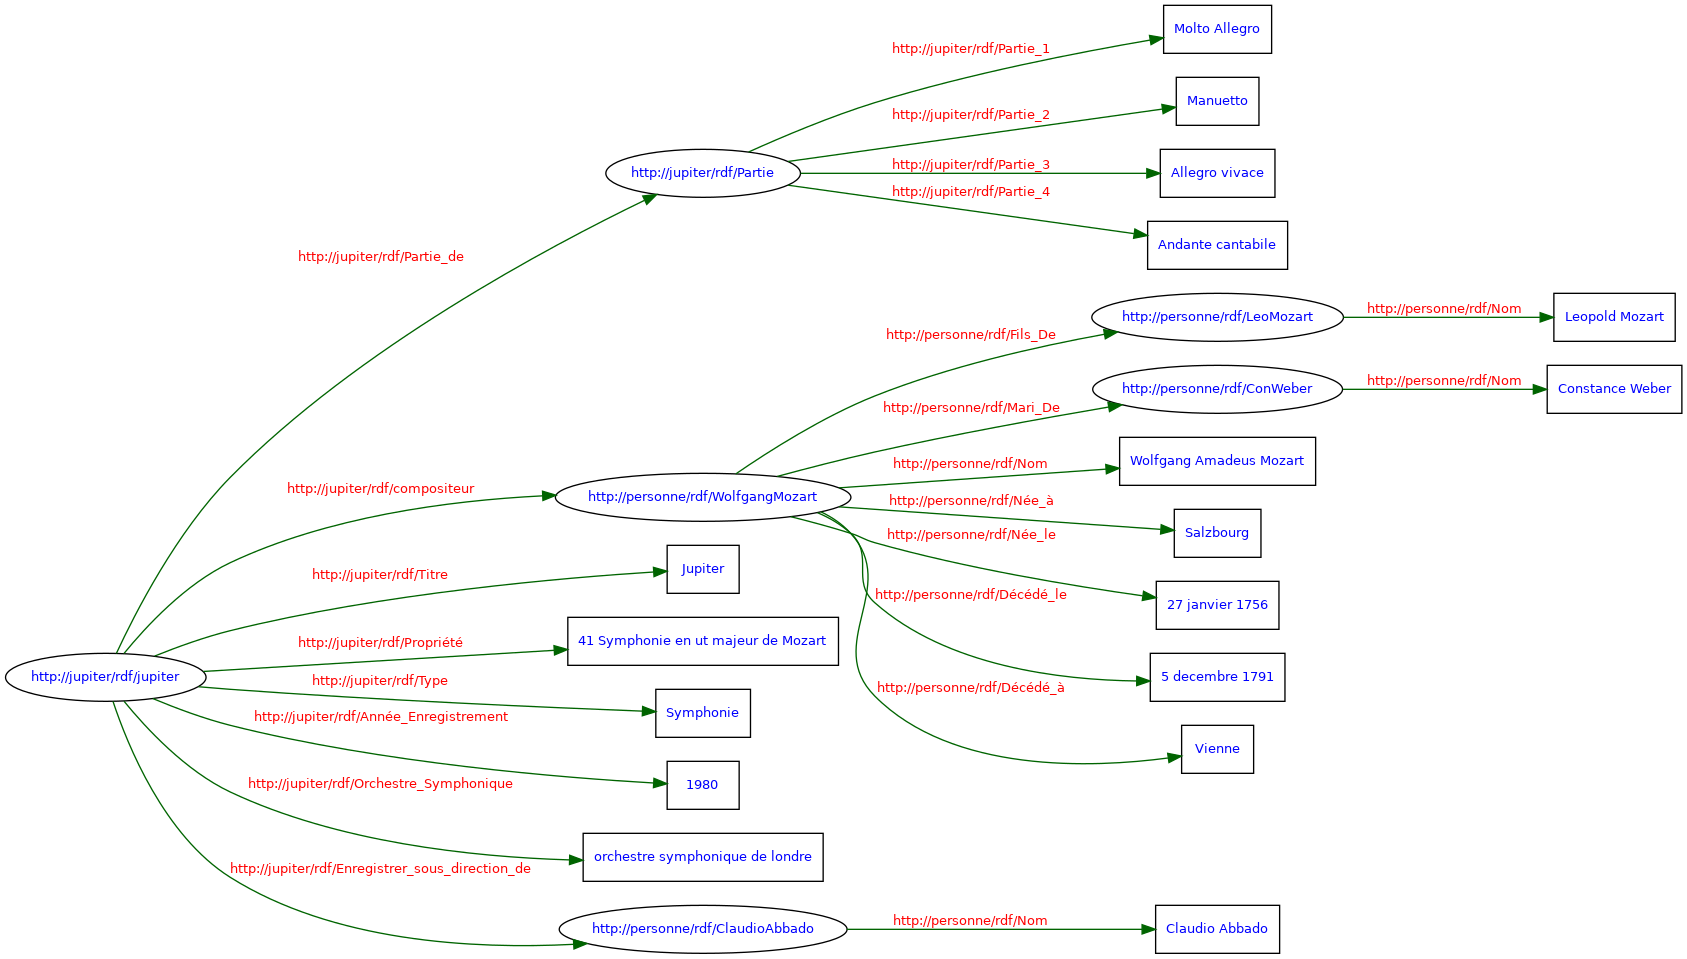 Molto Allegro
http://jupiter/rdf/Partie_1
Manuetto
http://jupiter/rdf/Partie_2
http://jupiter/rdf/Partie_3
http://jupiter/rdf/Partie
Allegro vivace
http://jupiter/rdf/Partie_4
Andante cantabile
http://jupiter/rdf/Partie_de
http://personne/rdf/LeoMozart
http://personne/rdf/Nom
Leopold Mozart
http://personne/rdf/Fils_De
http://personne/rdf/ConWeber
http://personne/rdf/Nom
Constance Weber
http://personne/rdf/Mari_De
http://personne/rdf/Nom
Wolfgang Amadeus Mozart
http://jupiter/rdf/compositeur
http://personne/rdf/WolfgangMozart
http://personne/rdf/Née_à
Salzbourg
http://personne/rdf/Née_le
http://jupiter/rdf/Titre
Jupiter
http://personne/rdf/Décédé_le
27 janvier 1756
http://jupiter/rdf/Propriété
41 Symphonie en ut majeur de Mozart
http://jupiter/rdf/jupiter
http://jupiter/rdf/Type
5 decembre 1791
http://personne/rdf/Décédé_à
http://jupiter/rdf/Année_Enregistrement
Symphonie
Vienne
http://jupiter/rdf/Orchestre_Symphonique
1980
orchestre symphonique de londre
http://jupiter/rdf/Enregistrer_sous_direction_de
http://personne/rdf/ClaudioAbbado
http://personne/rdf/Nom
Claudio Abbado